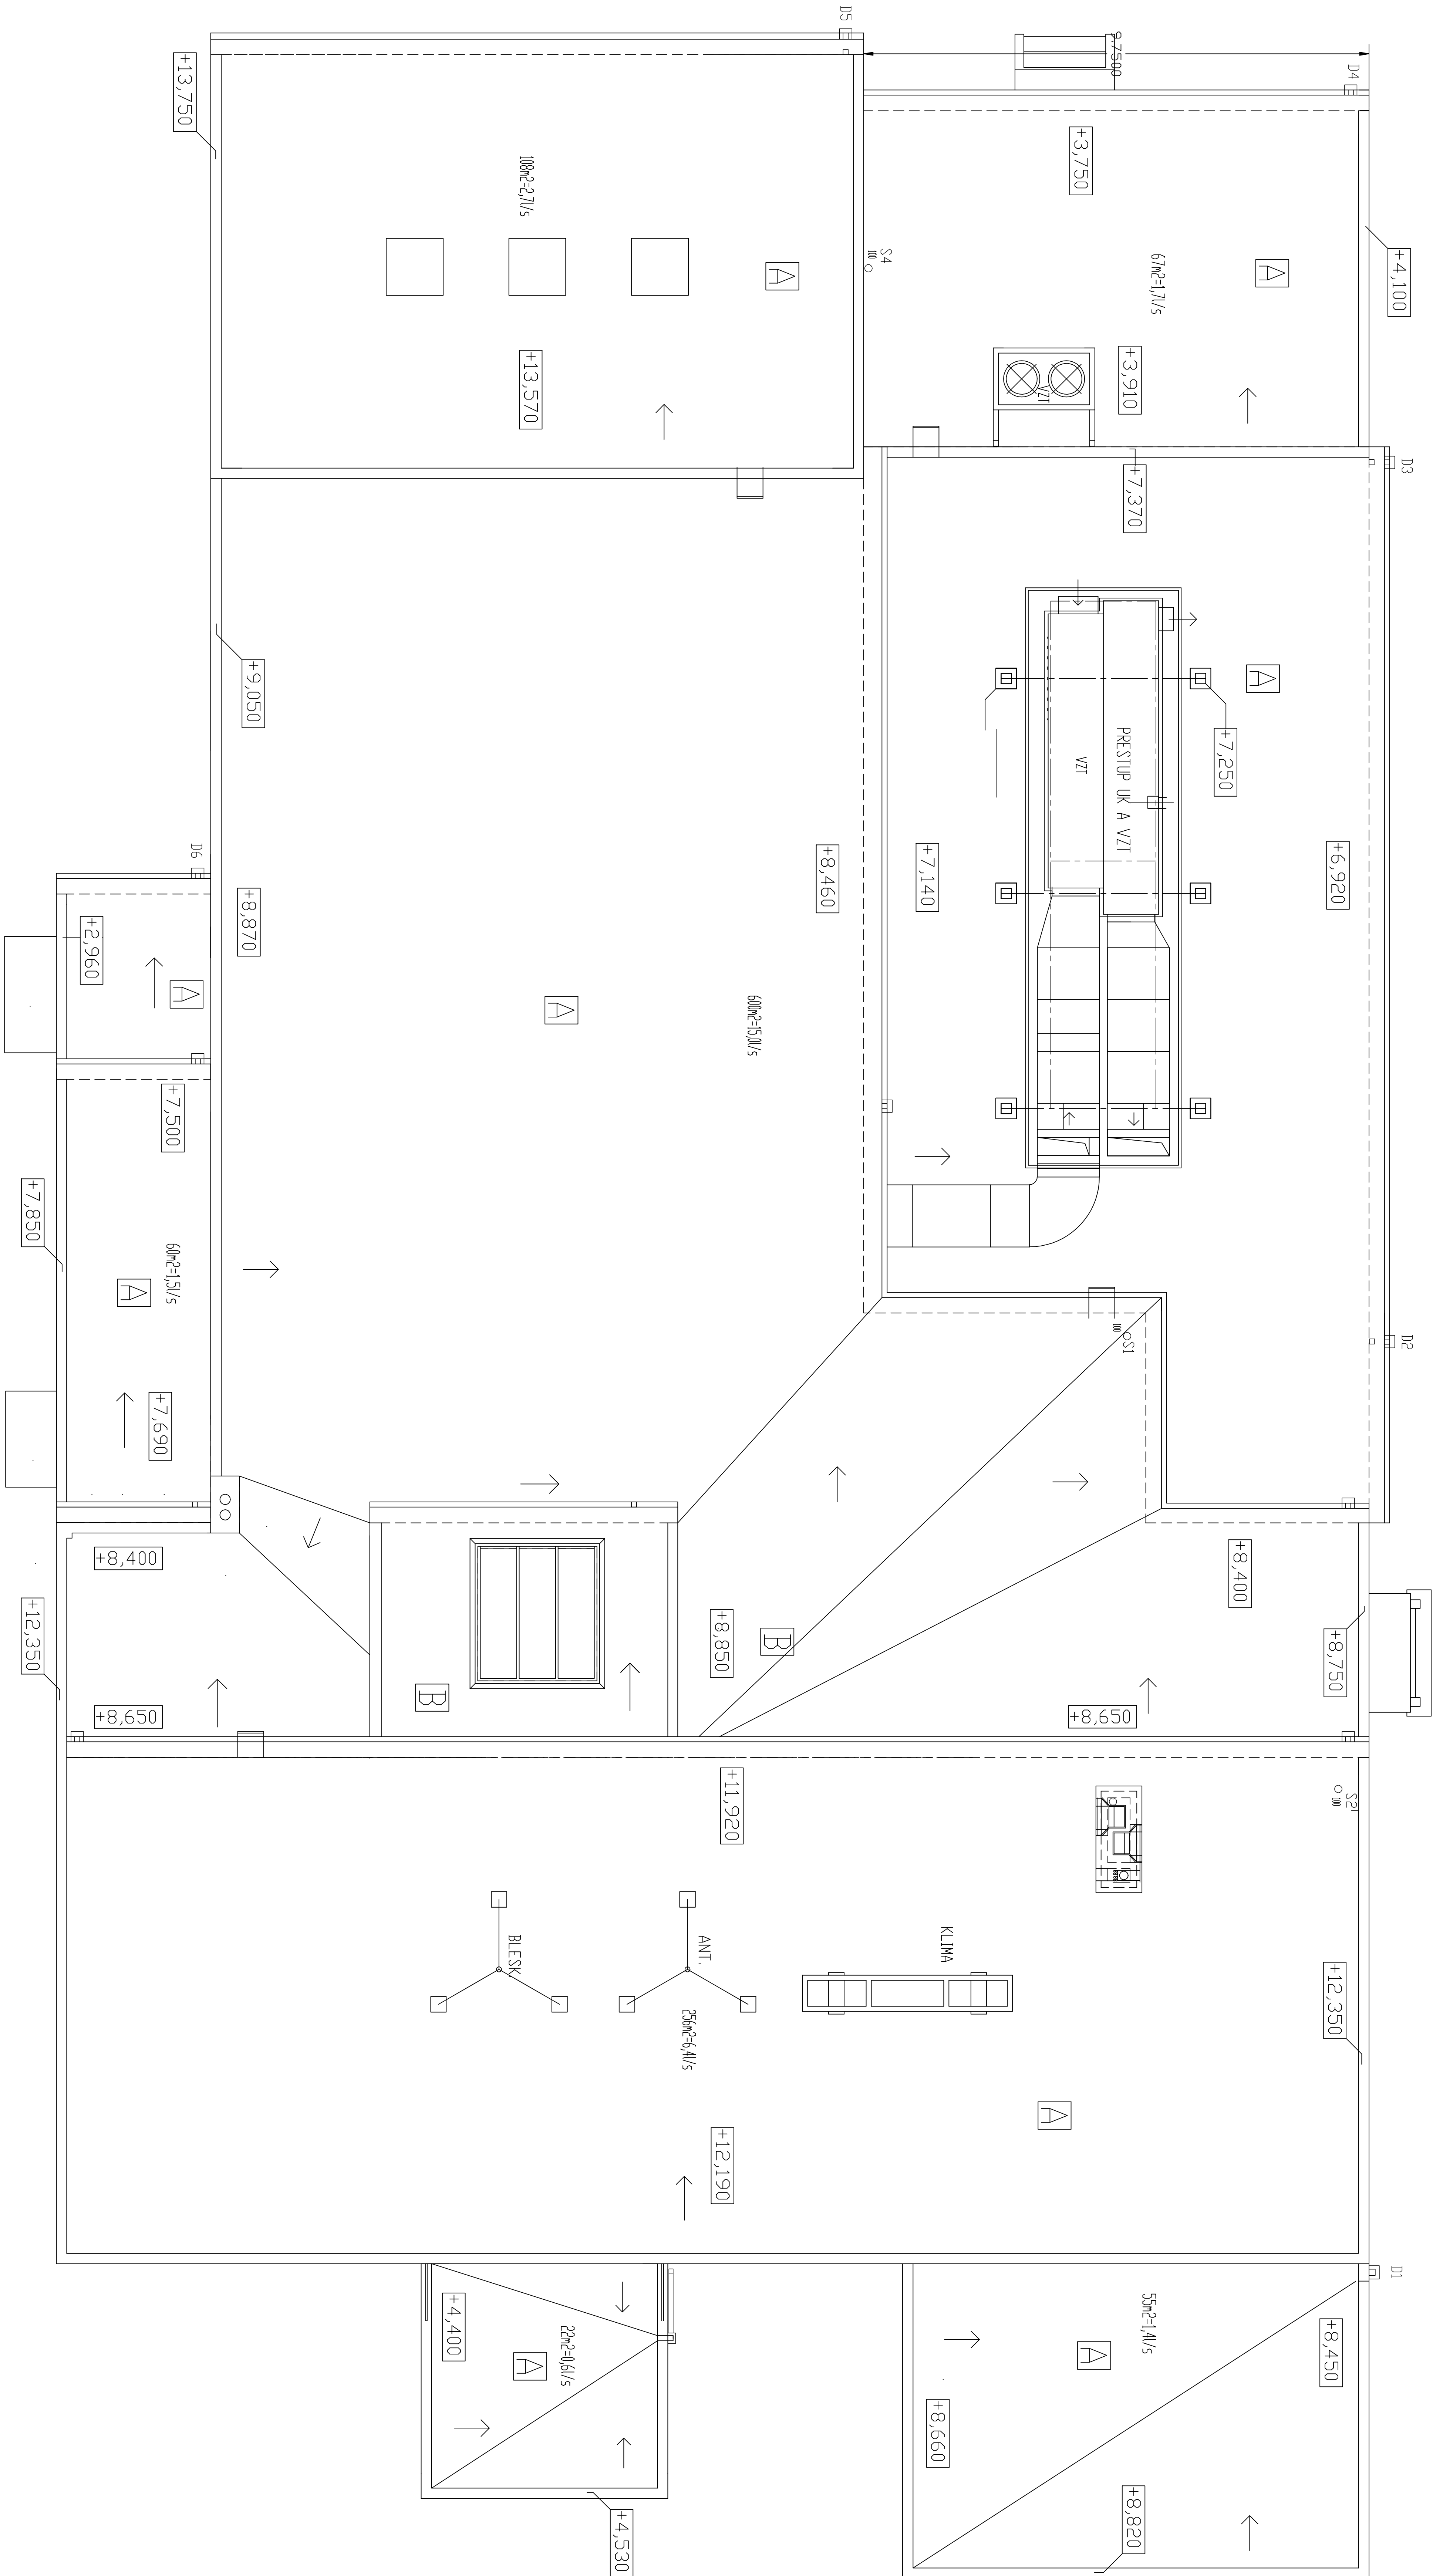 D5
9.7500
D4
+13,750
+3,750
+4,100
108m2=2,7l/s
A
S4
100
67m2=1,7l/s
A
+13,570
VZT
+3,910
D3
+7,370
+9,050
A
PRESTUP UK A VZT
VZT
+7,250
D6
+8,870
+8,460
+7,140
+6,920
+2,960
A
A
600m2=15,0l/s
+7,500
+7,850
60m2=1,5l/s
A
+7,690
100
S1
D2
+8,400
+8,400
+12,350
+8,850
B
+8,750
B
+8,650
+8,650
+11,920
S2'
100
BLESK.
ANT.
KLIMA
+12,350
256m2=6,4l/s
A
+12,190
D1
+4,400
22m2=0,6l/s
A
55m2=1,4l/s
A
+8,450
+8,660
+4,530
+8,820